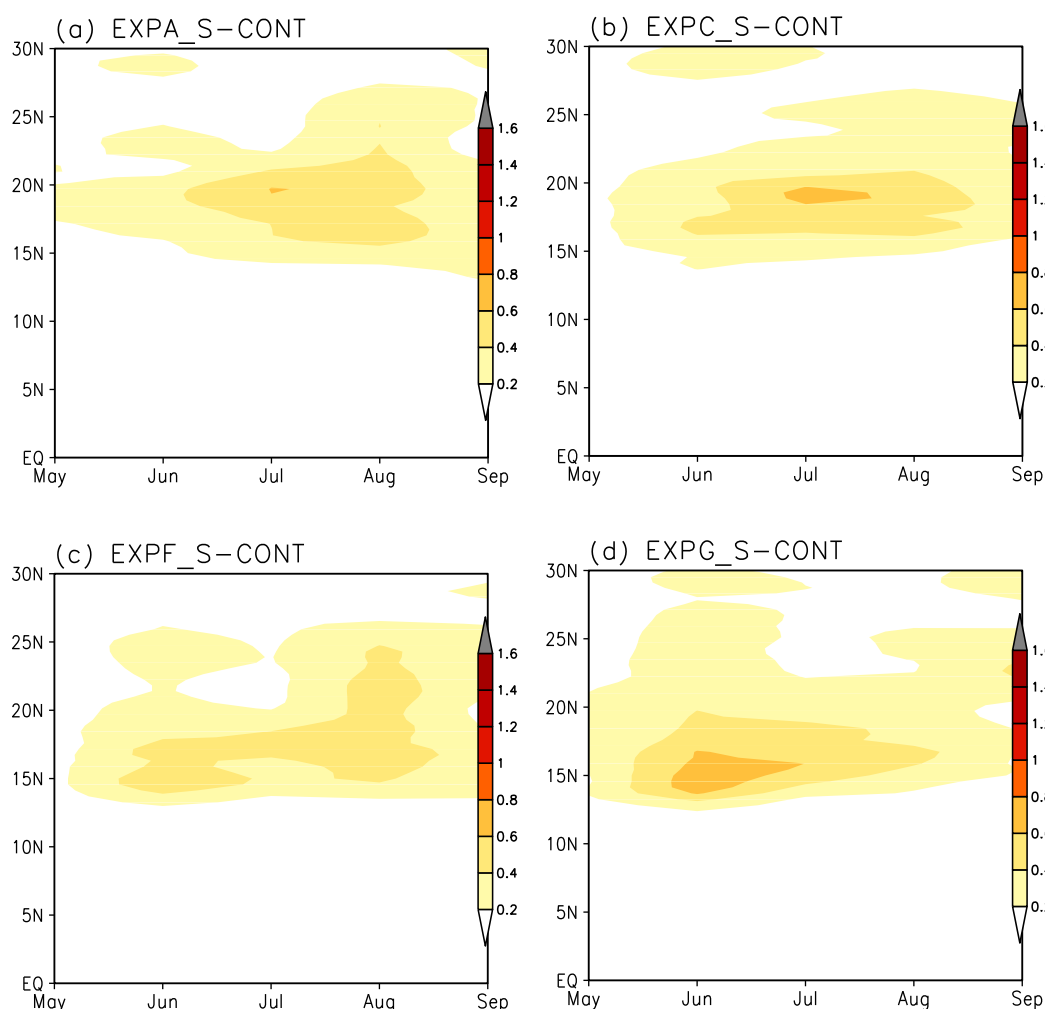 (a) EXPA_S-CONT
30N
25N
20N
15N
10N
5N
EQ
May Jun Jul Aug Sep
1.6
1.4
1.2
1
0.8
0.6
0.4
0.2
(b) EXPC_S-CONT
30N
25N
20N
15N
10N
5N
EQ
May Jun Jul Aug Sep
1
(c) EXPF_S-CONT
30N
25N
20N
15N
10N
5N
EQ
May Jun Jul Aug Sep
1.6
1.4
1.2
1
0.8
0.6
0.4
0.2
(d) EXPG_S-CONT
30N
25N
20N
15N
10N
5N
EQ
May Jun Jul Aug Sep
1